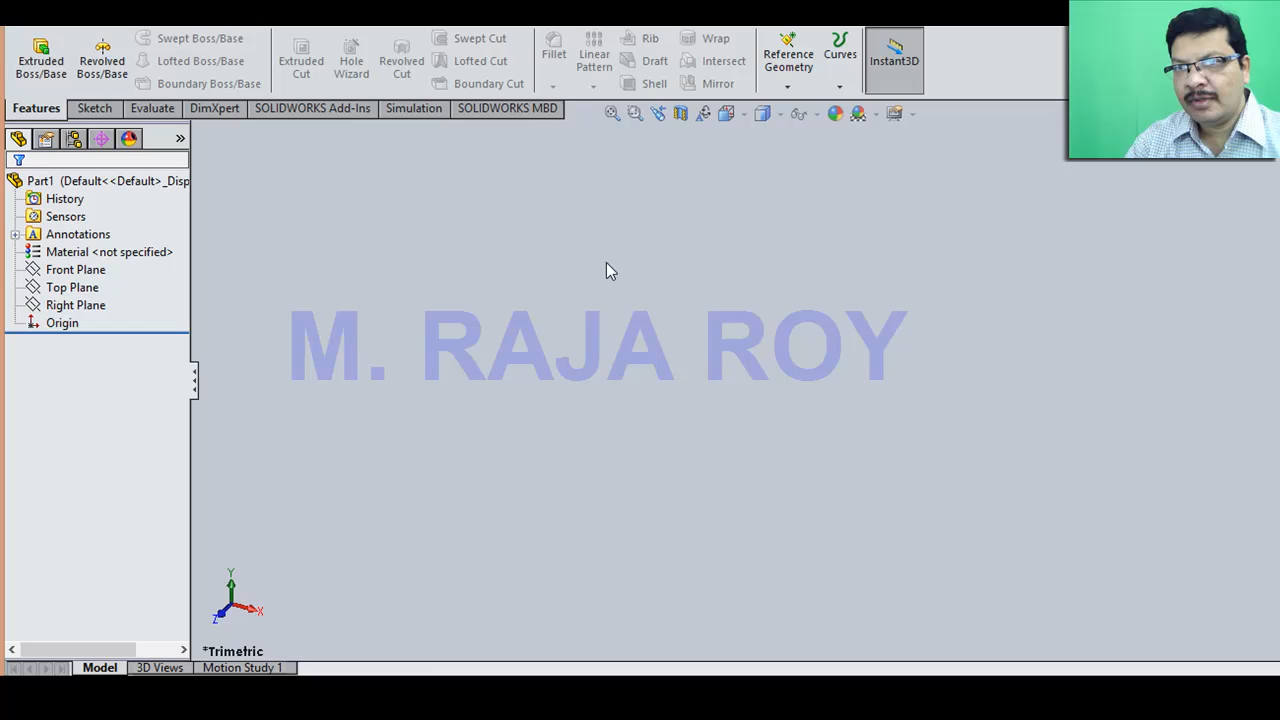 Extruded Boss/Base
Revolved Boss/Base
Swept Boss/Base
Lofted Boss/Base
Boundary Boss/Base
Extruded Cut
Hole Wizard
Revolved Cut
Swept Cut
Lofted Cut
Boundary Cut
Fillet
Linear Pattern
Rib
Draft
Shell
Wrap
Intersect
Mirror
Reference Geometry
Curves
Instant3D
Features Sketch Evaluate DimXpert SOLIDWORKS Add-Ins Simulation SOLIDWORKS MBD
Part1 (Default<<Default>_Disp
History
Sensors
A Annotations
Material <not specified>
Front Plane
Top Plane
Right Plane
Origin
M. RAJA ROY
Y
X
Z
*Trimetric
Model 3D Views Motion Study 1